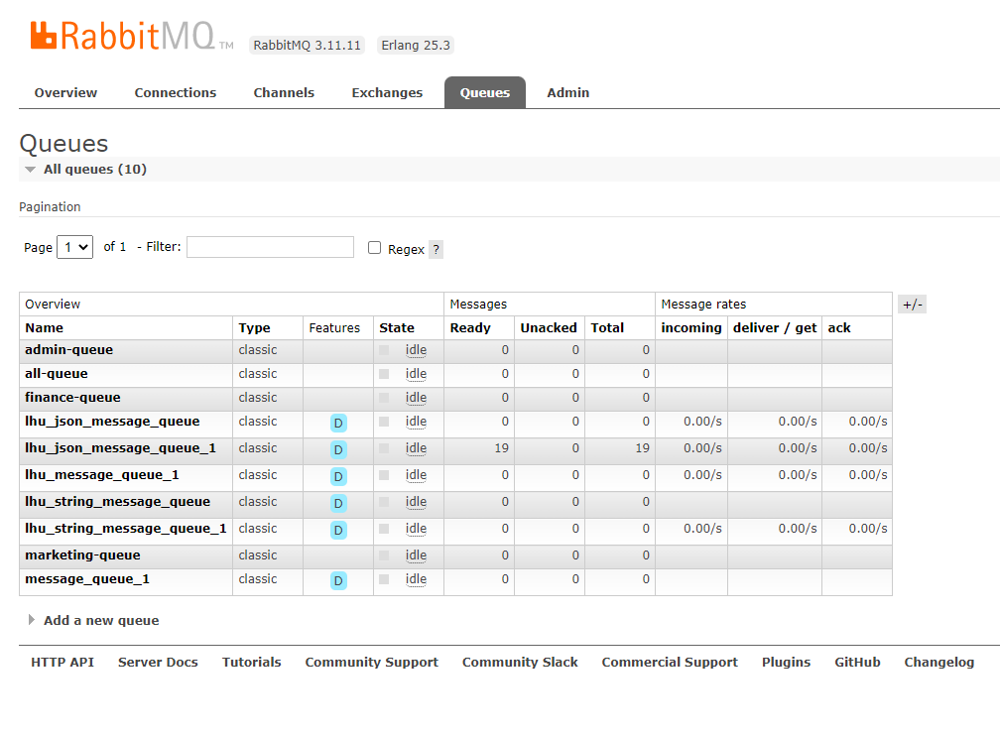 RabbitMQ TM RabbitMQ 3.11.11 Erlang 25.3
Overview Connections Channels Exchanges Queues Admin
Queues
All queues (10)
Pagination
Page 1 of 1 - Filter: Regex ?
Overview Messages Message rates +/-
Name Type Features State Ready Unacked Total incoming deliver / get ack
admin-queue classic idle 0 0 0
all-queue classic idle 0 0 0
finance-queue classic idle 0 0 0
lhu_json_message_queue classic D idle 0 0 0 0.00/s 0.00/s 0.00/s
lhu_json_message_queue_1 classic D idle 19 0 19 0.00/s 0.00/s 0.00/s
lhu_message_queue_1 classic D idle 0 0 0 0.00/s 0.00/s 0.00/s
lhu_string_message_queue classic D idle 0 0 0
lhu_string_message_queue_1 classic D idle 0 0 0 0.00/s 0.00/s 0.00/s
marketing-queue classic idle 0 0 0
message_queue_1 classic D idle 0 0 0
Add a new queue
HTTP API Server Docs Tutorials Community Support Community Slack Commercial Support Plugins GitHub Changelog